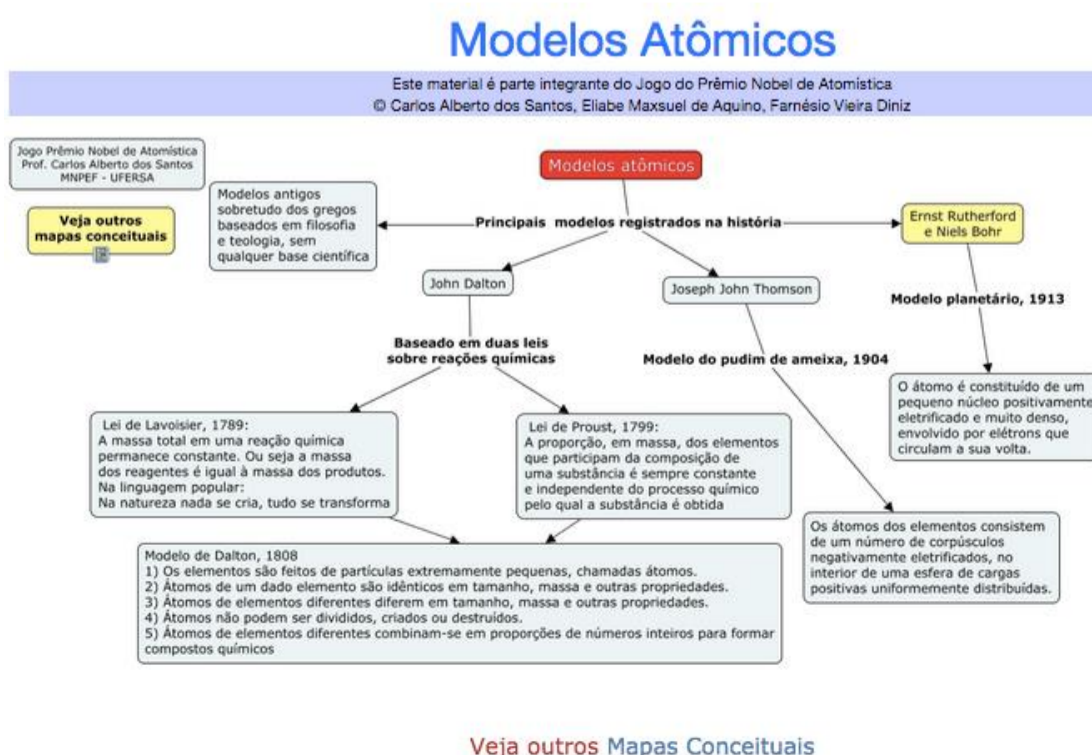 Modelos Atômicos
Este material é parte integrante do Jogo do Prêmio Nobel de Atomística
© Carlos Alberto dos Santos, Eliabe Maxsuel de Aquino, Farnésio Vieira Diniz
Jogo Prêmio Nobel de Atomística
Prof. Carlos Alberto dos Santos
MNPEF - UFERSA
Veja outros
mapas conceituais
Modelos atômicos
Modelos antigos
sobretudo dos gregos
baseados em filosofia
e teologia, sem
qualquer base científica
Principais modelos registrados na história
Ernst Rutherford
e Niels Bohr
John Dalton
Joseph John Thomson
Modelo planetário, 1913
Baseado em duas leis
sobre reações químicas
Modelo do pudim de ameixa, 1904
O átomo é constituído de um
pequeno núcleo positivamente
eletrificado e muito denso,
envolvido por elétrons que
circulam a sua volta.
Lei de Lavoisier, 1789:
A massa total em uma reação química
permanece constante. Ou seja a massa
dos reagentes é igual à massa dos produtos.
Na linguagem popular:
Na natureza nada se cria, tudo se transforma
Lei de Proust, 1799:
A proporção, em massa, dos elementos
que participam da composição de
uma substância é sempre constante
e independente do processo químico
pelo qual a substância é obtida
Os átomos dos elementos consistem
de um número de corpúsculos
negativamente eletrificados, no
interior de uma esfera de cargas
positivas uniformemente distribuídas.
Modelo de Dalton, 1808
1) Os elementos são feitos de partículas extremamente pequenas, chamadas átomos.
2) Átomos de um dado elemento são idênticos em tamanho, massa e outras propriedades.
3) Átomos de elementos diferentes diferem em tamanho, massa e outras propriedades.
4) Átomos não podem ser divididos, criados ou destruídos.
5) Átomos de elementos diferentes combinam-se em proporções de números inteiros para formar
compostos químicos
Veja outros Mapas Conceituais